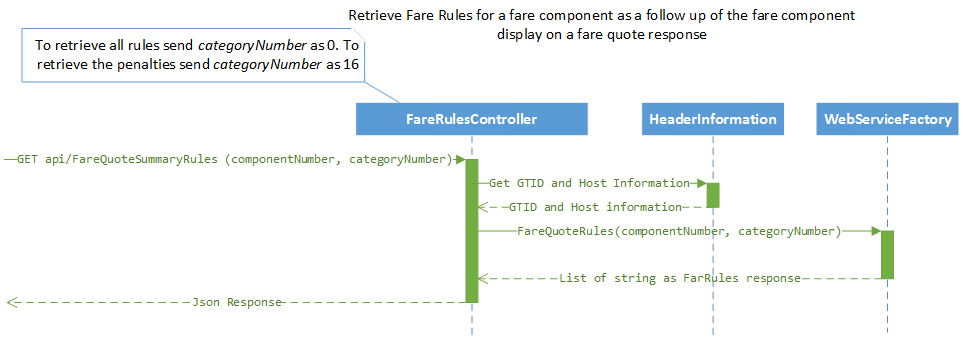 Retrieve Fare Rules for a fare component as a follow up of the fare component
display on a fare quote response
To retrieve all rules send categoryNumber as 0. To
retrieve the penalties send categoryNumber as 16
FareRulesController
HeaderInformation
WebServiceFactory
GET api/FareQuoteSummaryRules (componentNumber, categoryNumber)
Get GTID and Host Information
GTID and Host information
FareQuoteRules(componentNumber, categoryNumber)
List of string as FarRules response
Json Response